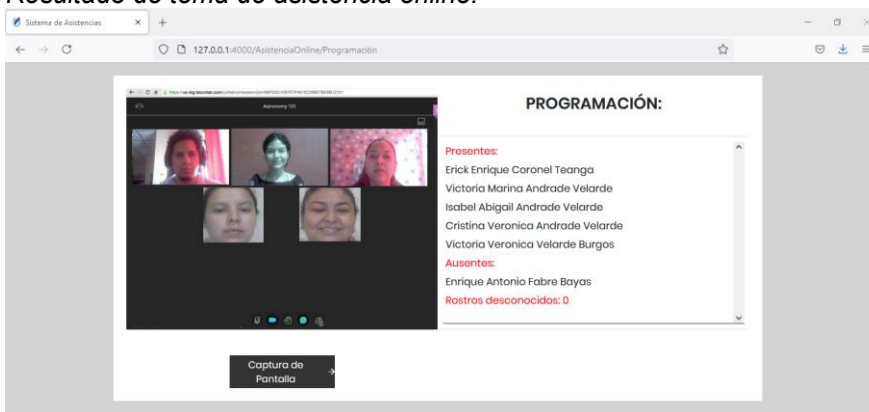 Resultado de toma de asistencia online.
Sistema de Asistencias
127.0.0.1:4000/AsistenciaOnline/Programación
Astronomy 101
PROGRAMACIÓN:
Presentes:
Erick Enrique Coronel Teanga
Victoria Marina Andrade Velarde
Isabel Abigail Andrade Velarde
Cristina Veronica Andrade Velarde
Victoria Veronica Velarde Burgos
Ausentes:
Enrique Antonio Fabre Bayas
Rostros desconocidos: 0
Captura de
Pantalla